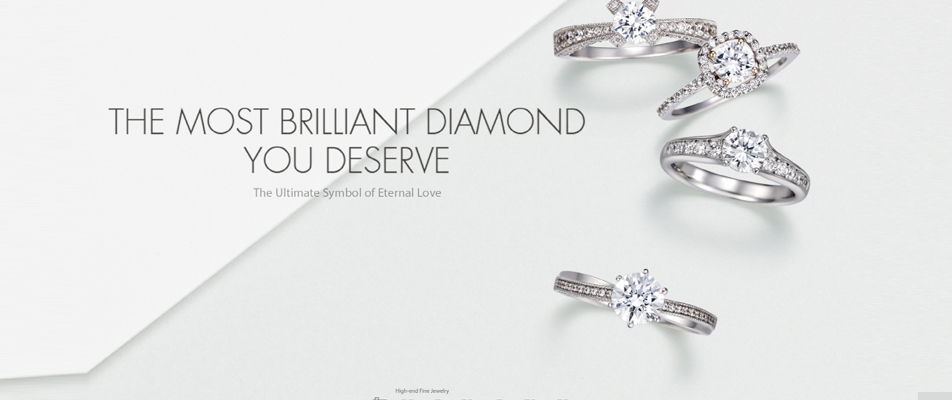 THE MOST BRILLIANT DIAMOND
YOU DESERVE
The Ultimate Symbol of Eternal Love
High-end Fine Jewelry